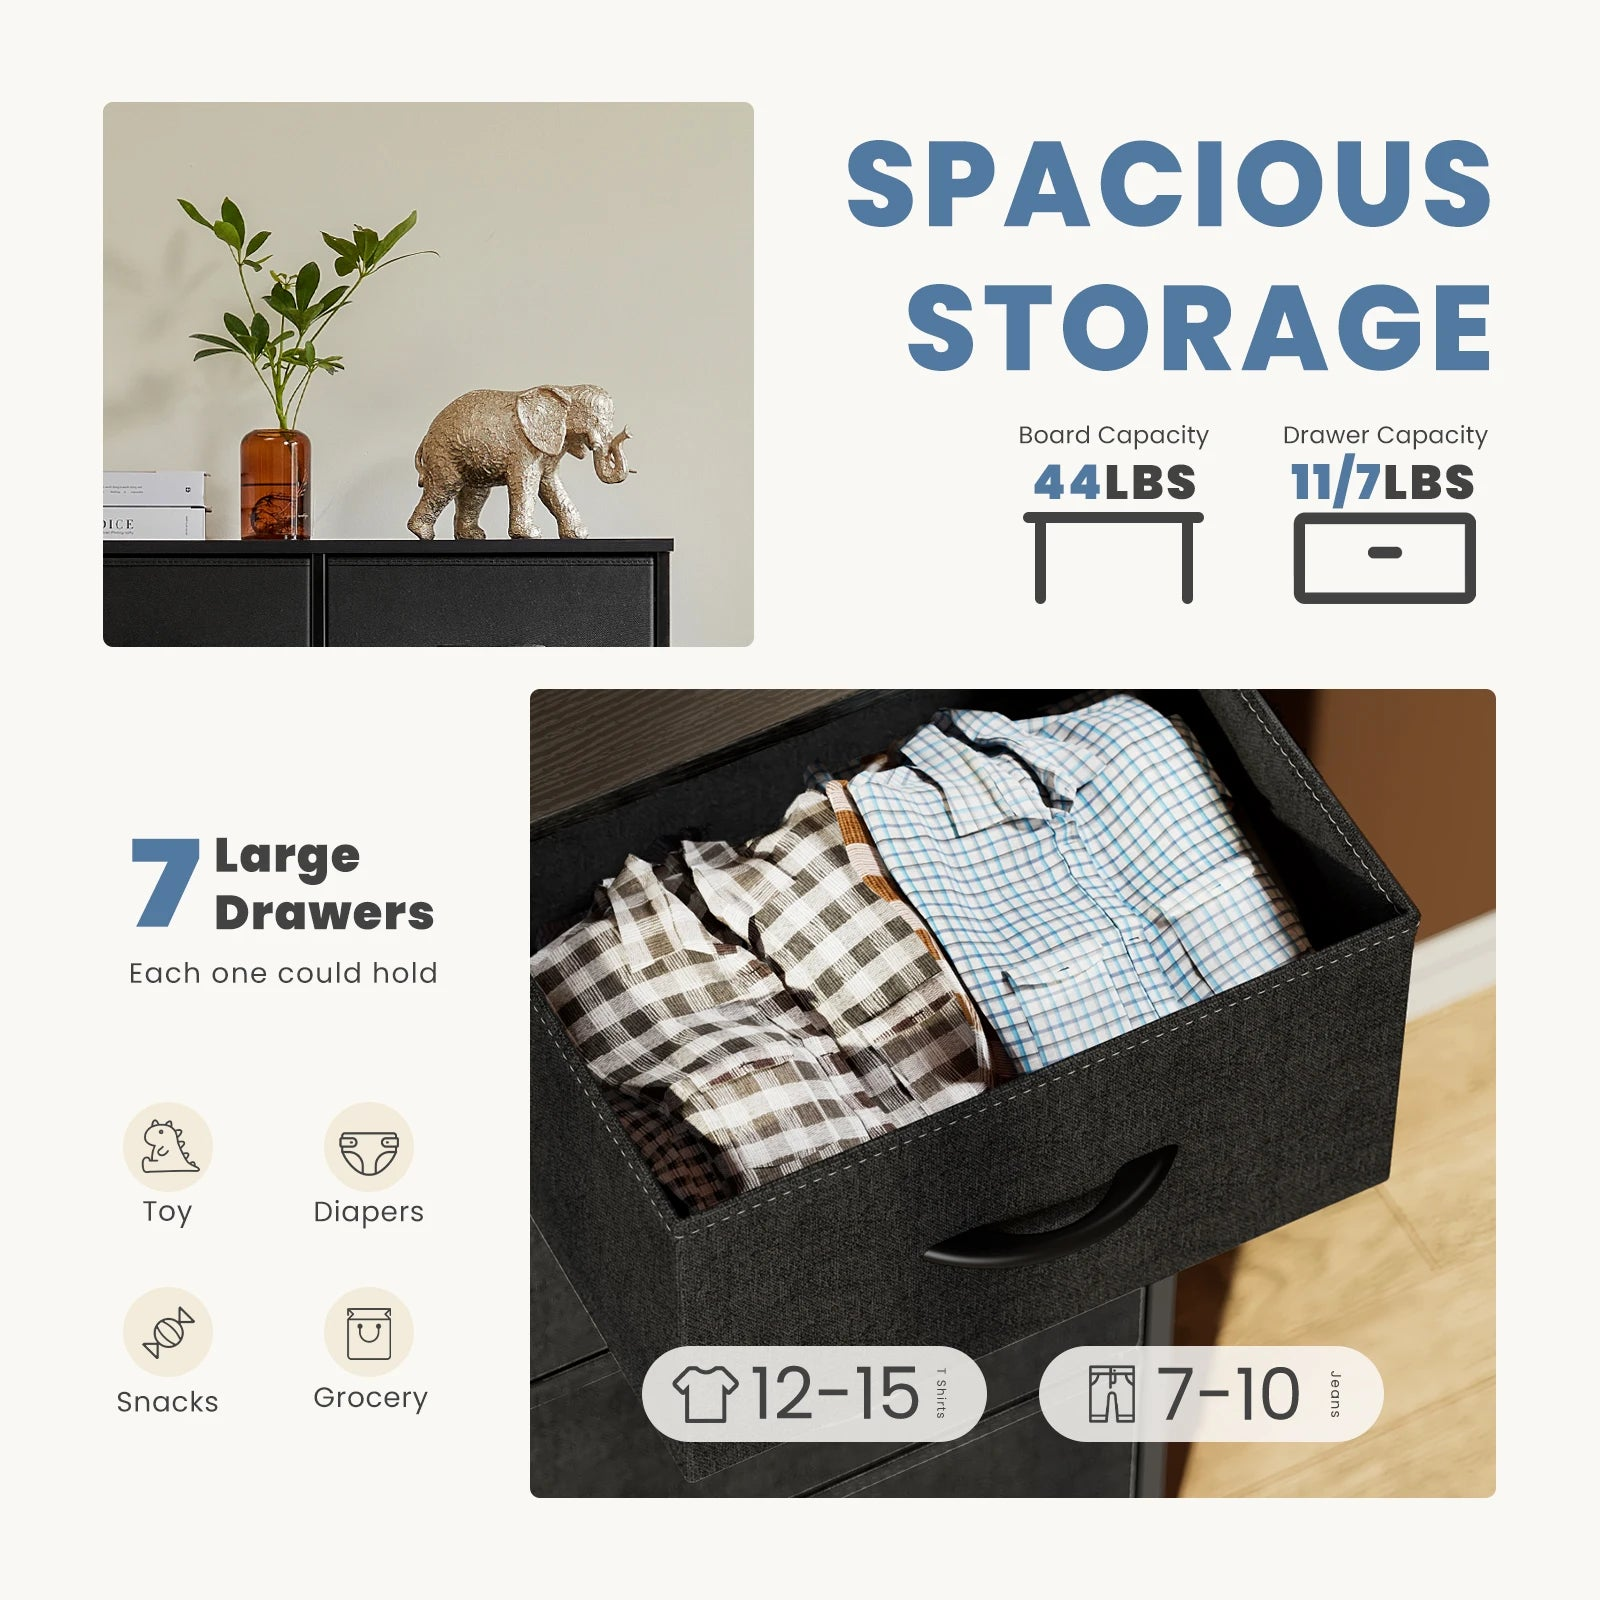 SPACIOUS
STORAGE
Board Capacity
44LBS
Drawer Capacity
11/7LBS
DICE
7 Large
Drawers
Each one could hold
Toy
Diapers
Snacks
Grocery
12-15 T Shirts
7-10 Jeans